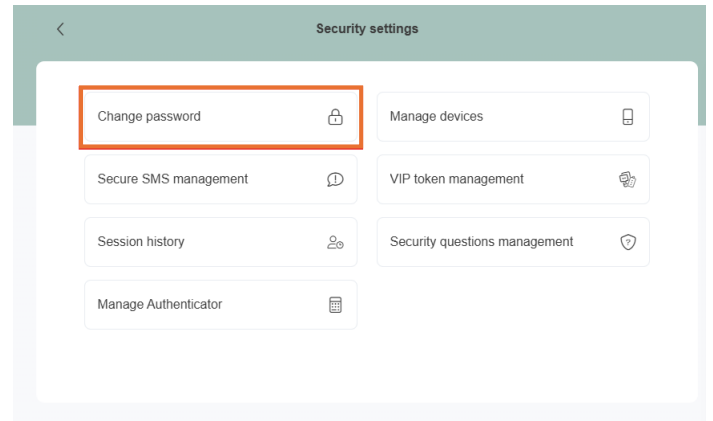 Security settings
Change password
Manage devices
Secure SMS management
VIP token management
Session history
Security questions management
Manage Authenticator